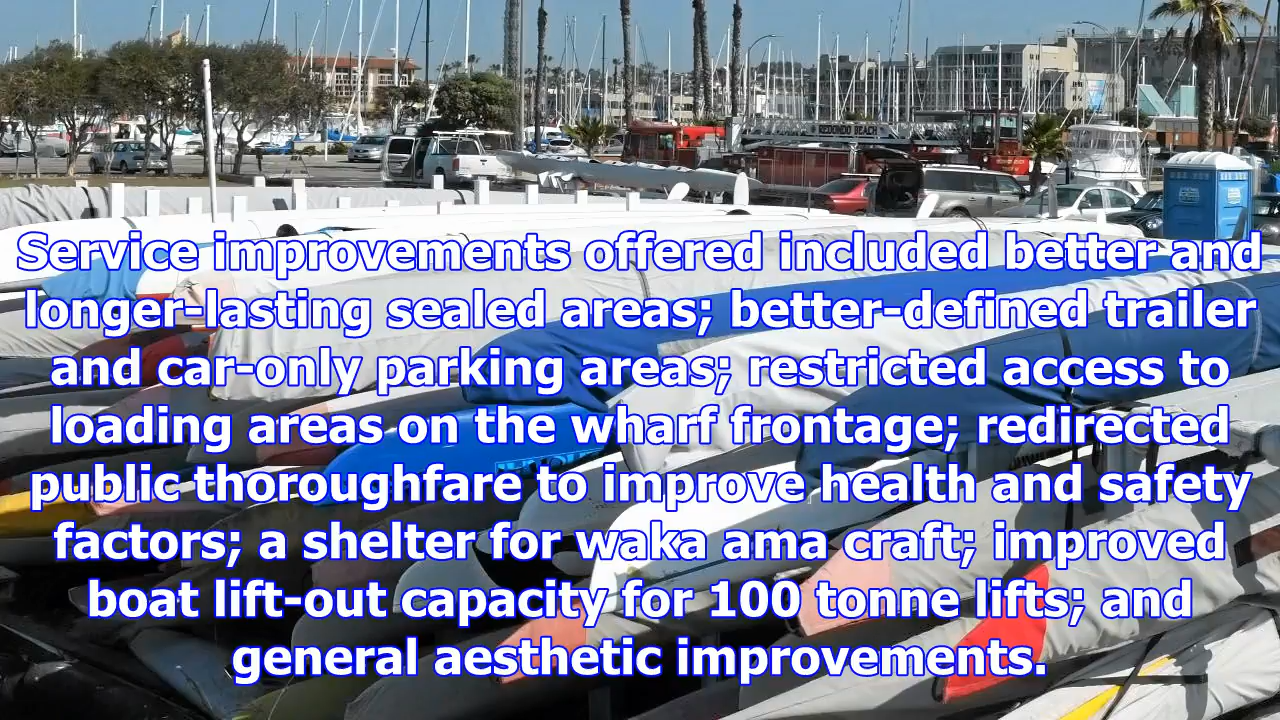 REDONDO BEACH
Service improvements offered included better and
longer-lasting sealed areas; better-defined trailer
and car-only parking areas; restricted access to
loading areas on the wharf frontage; redirected
public thoroughfare to improve health and safety
factors; a shelter for waka ama craft; improved
boat lift-out capacity for 100 tonne lifts; and
general aesthetic improvements.